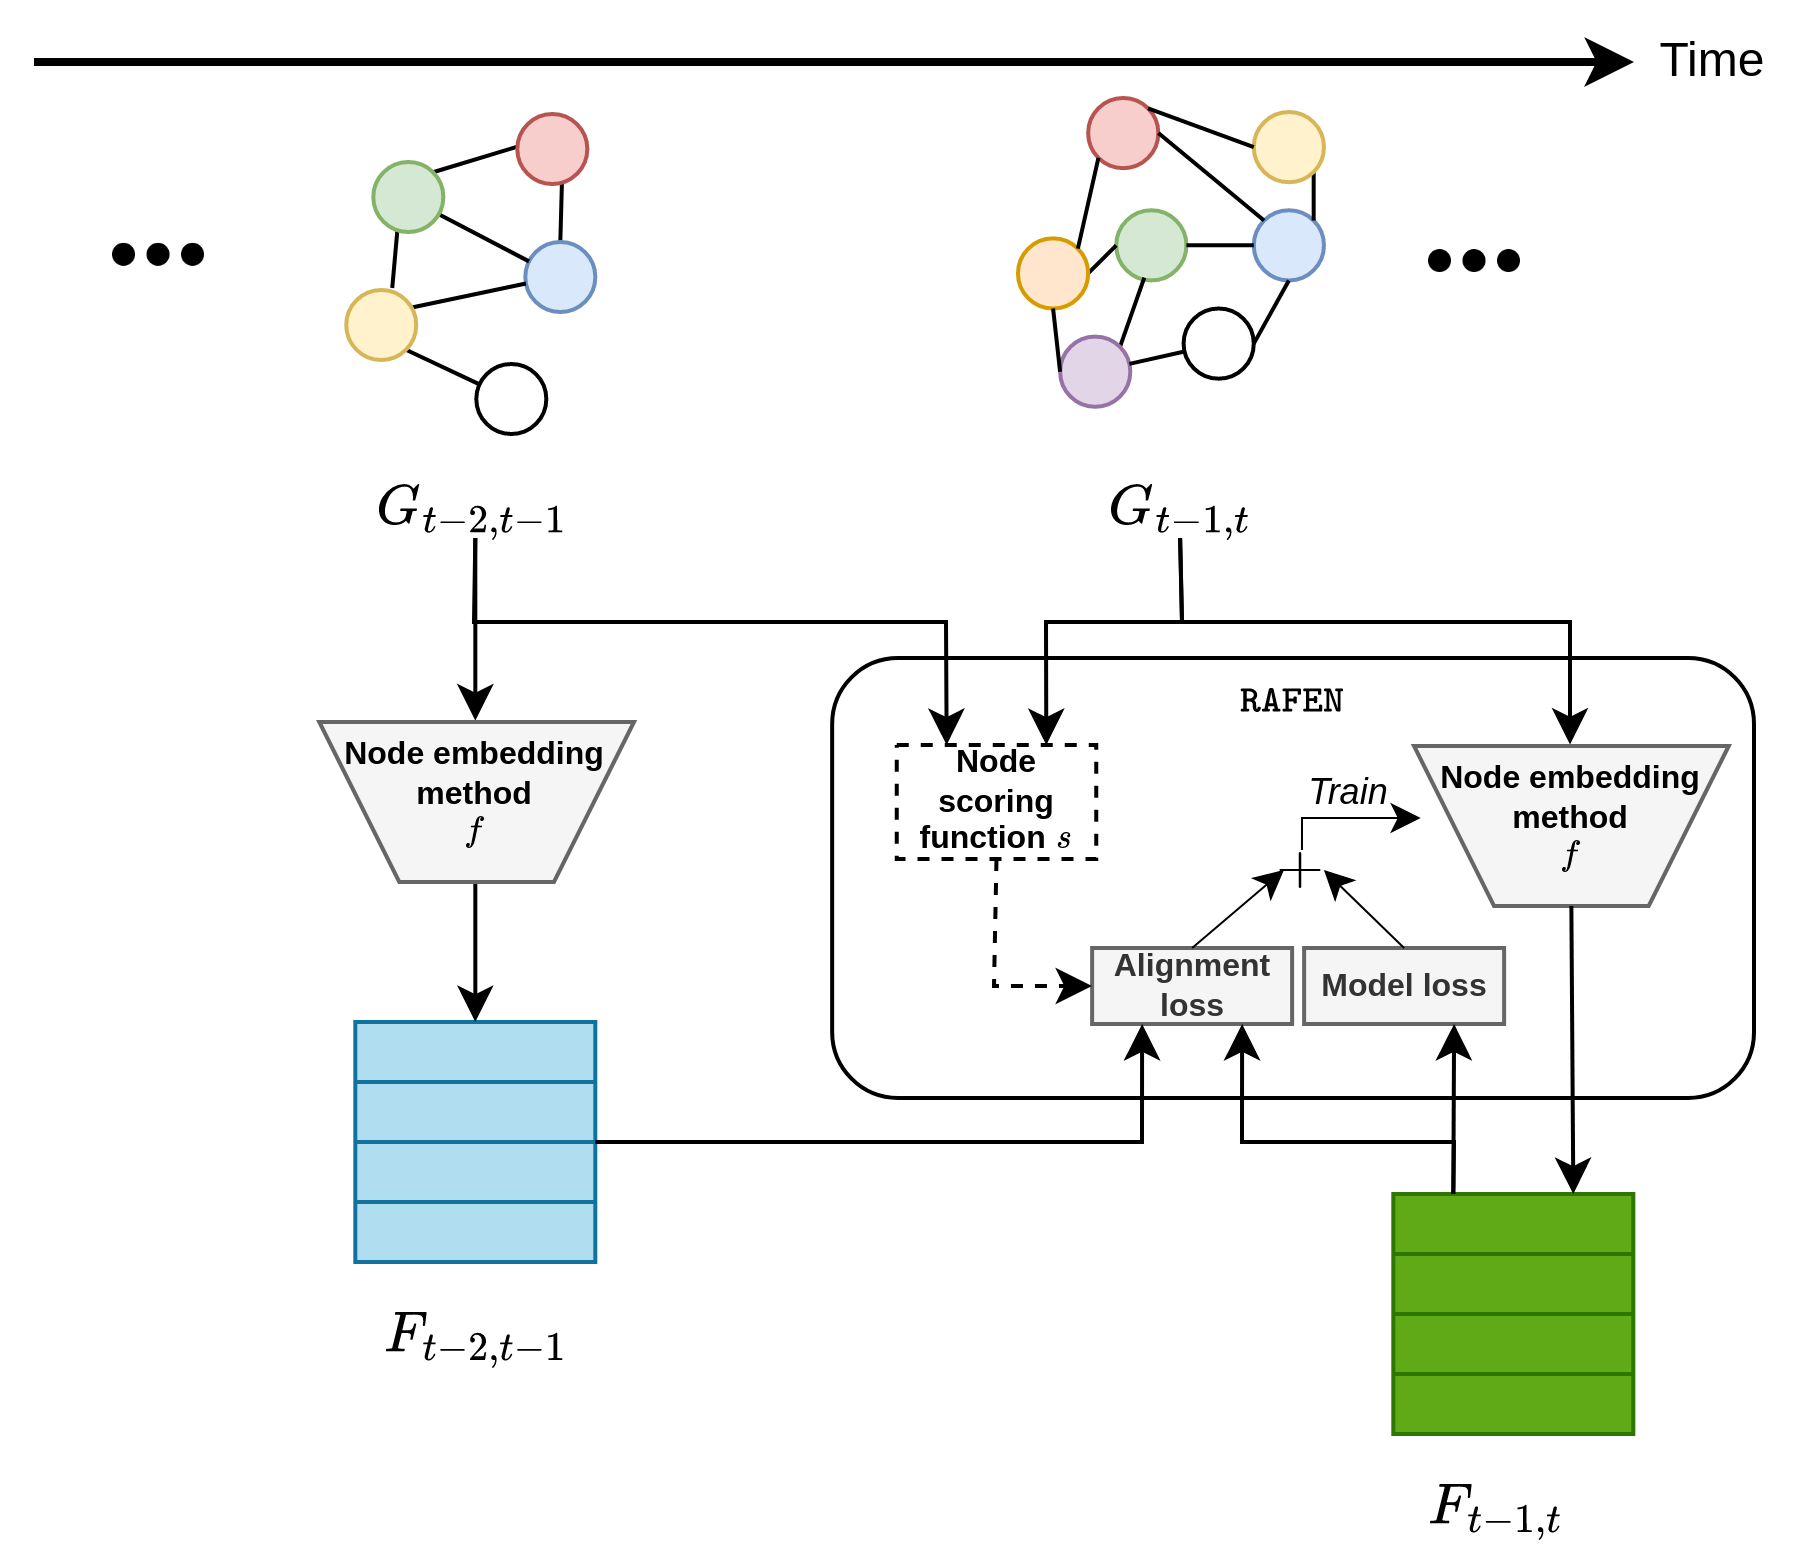 Time
G_{t-2,t-1}
G_{t-1,t}
RAFEN
Node embedding
method
f
Node
scoring
function s
Train
Node embedding
method
f
+
Alignment
loss
Model loss
F_{t-2,t-1}
F_{t-1,t}